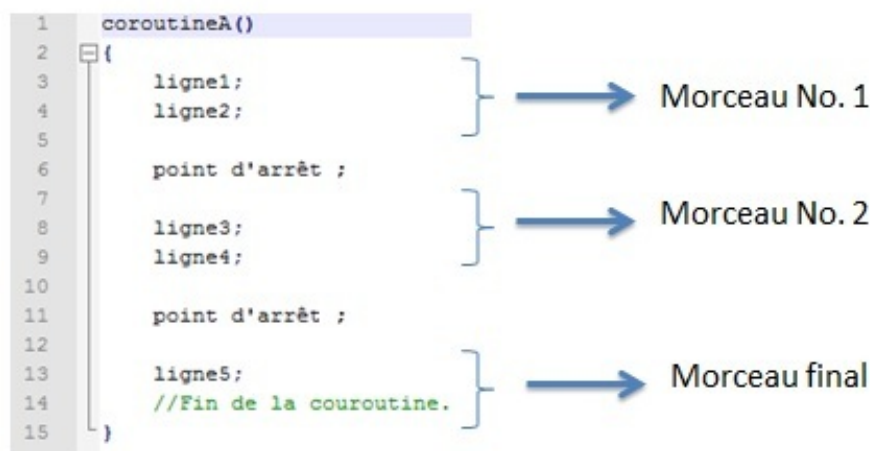 1 coroutineA()
2 {
3 ligne1;
Morceau No. 1
4 ligne2;
5
6 point d'arrêt ;
7
8 ligne3;
Morceau No. 2
9 ligne4;
10
11 point d'arrêt ;
12
13 ligne5;
Morceau final
14 //Fin de la couroutine.
15 }